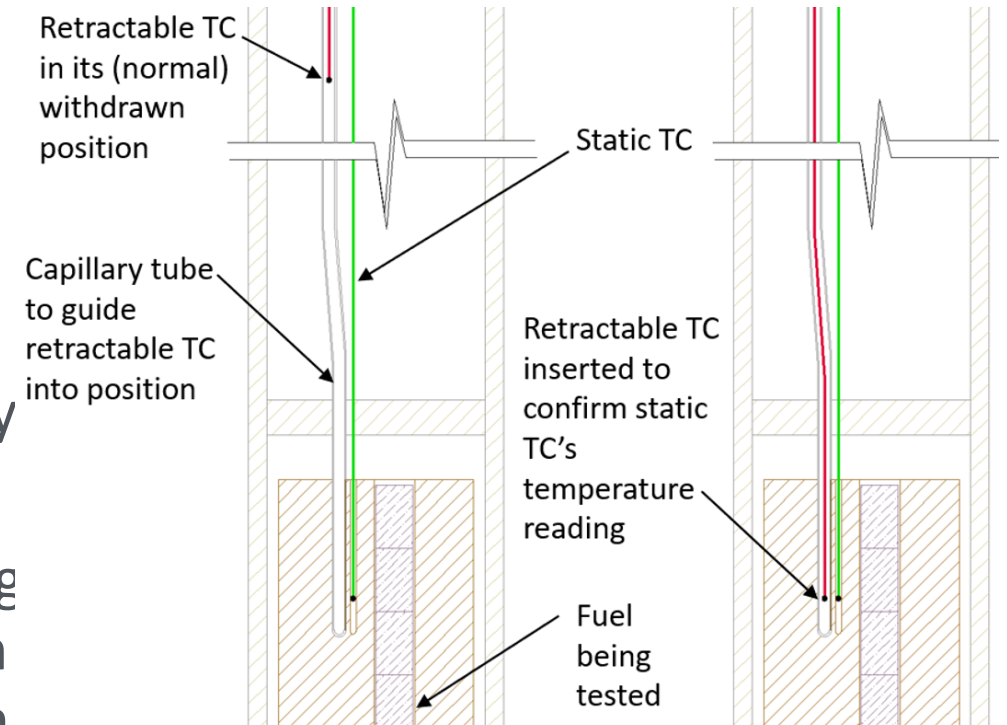 Retractable TC
in its (normal)
withdrawn
position
Static TC
Capillary tube
to guide
retractable TC
into position
Retractable TC
inserted to
confirm static
TC's
temperature
reading
Fuel
being
tested